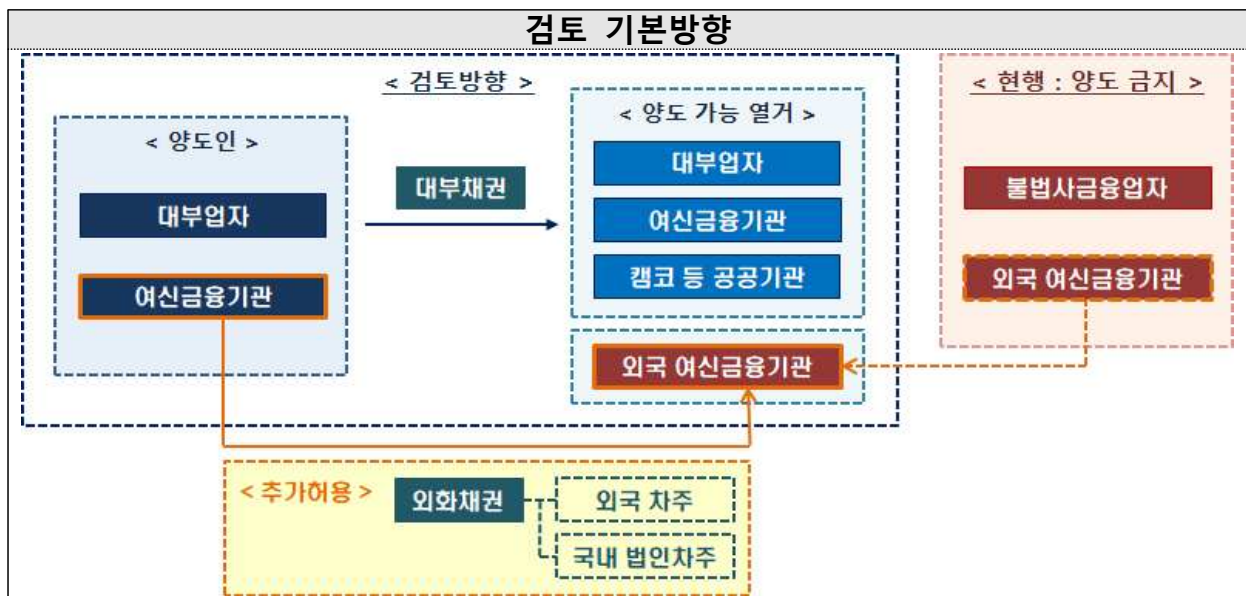 검토 기본방향
< 검토방향 >
< 양도인 >
대부업자
여신금융기관
대부채권
< 양도 가능 열거 >
대부업자
여신금융기관
캠코 등 공공기관
외국 여신금융기관
< 현행 : 양도 금지 >
불법사금융업자
외국 여신금융기관
< 추가허용 >
외화채권
외국 차주
국내 법인차주